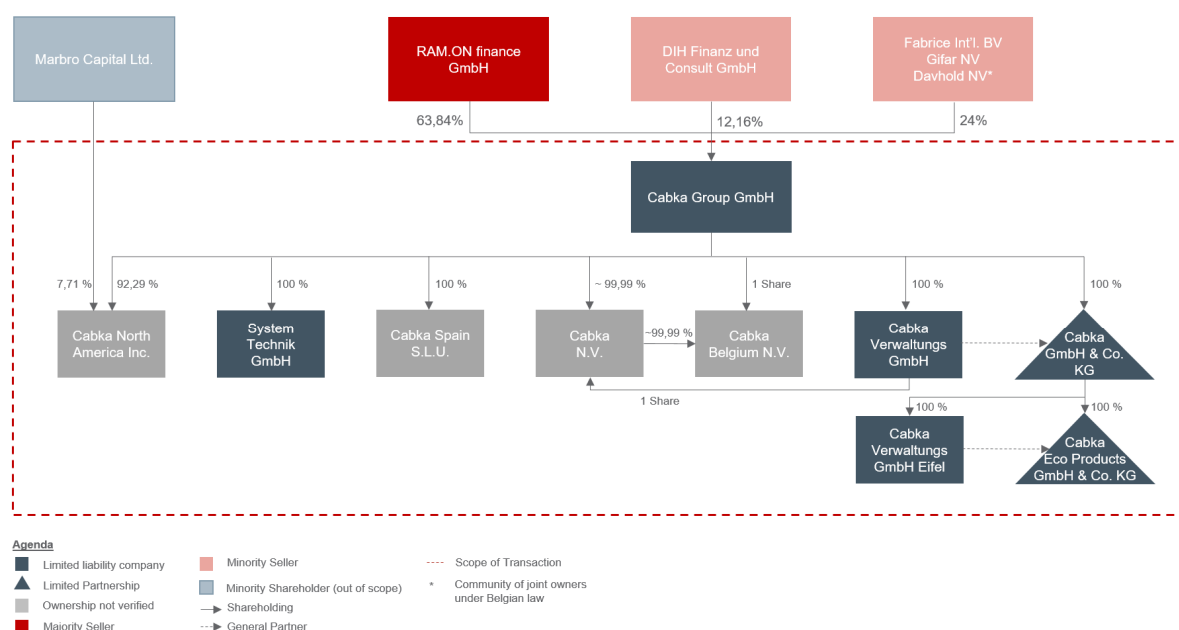 Marbro Capital Ltd.
RAM.ON finance
GmbH
DIH Finanz und
Consult GmbH
Fabrice Int'l. BV
Gifar NV
Davhold NV*
63,84%
12,16%
24%
Cabka Group GmbH
7,71 %
92,29 %
100 %
100 %
~ 99,99 %
1 Share
100 %
100 %
Cabka North
America Inc.
System
Technik
GmbH
Cabka Spain
S.L.U.
Cabka
N.V.
~99,99 %
Cabka
Belgium N.V.
Cabka
Verwaltungs
GmbH
Cabka
GmbH & Co.
KG
1 Share
100 %
100 %
Cabka
Verwaltungs
GmbH Eifel
Cabka
Eco Products
GmbH & Co. KG
Agenda
Limited liability company
Limited Partnership
Ownership not verified
Majority Seller
Minority Seller
Minority Shareholder (out of scope)
Shareholding
General Partner
Scope of Transaction
* Community of joint owners
under Belgian law